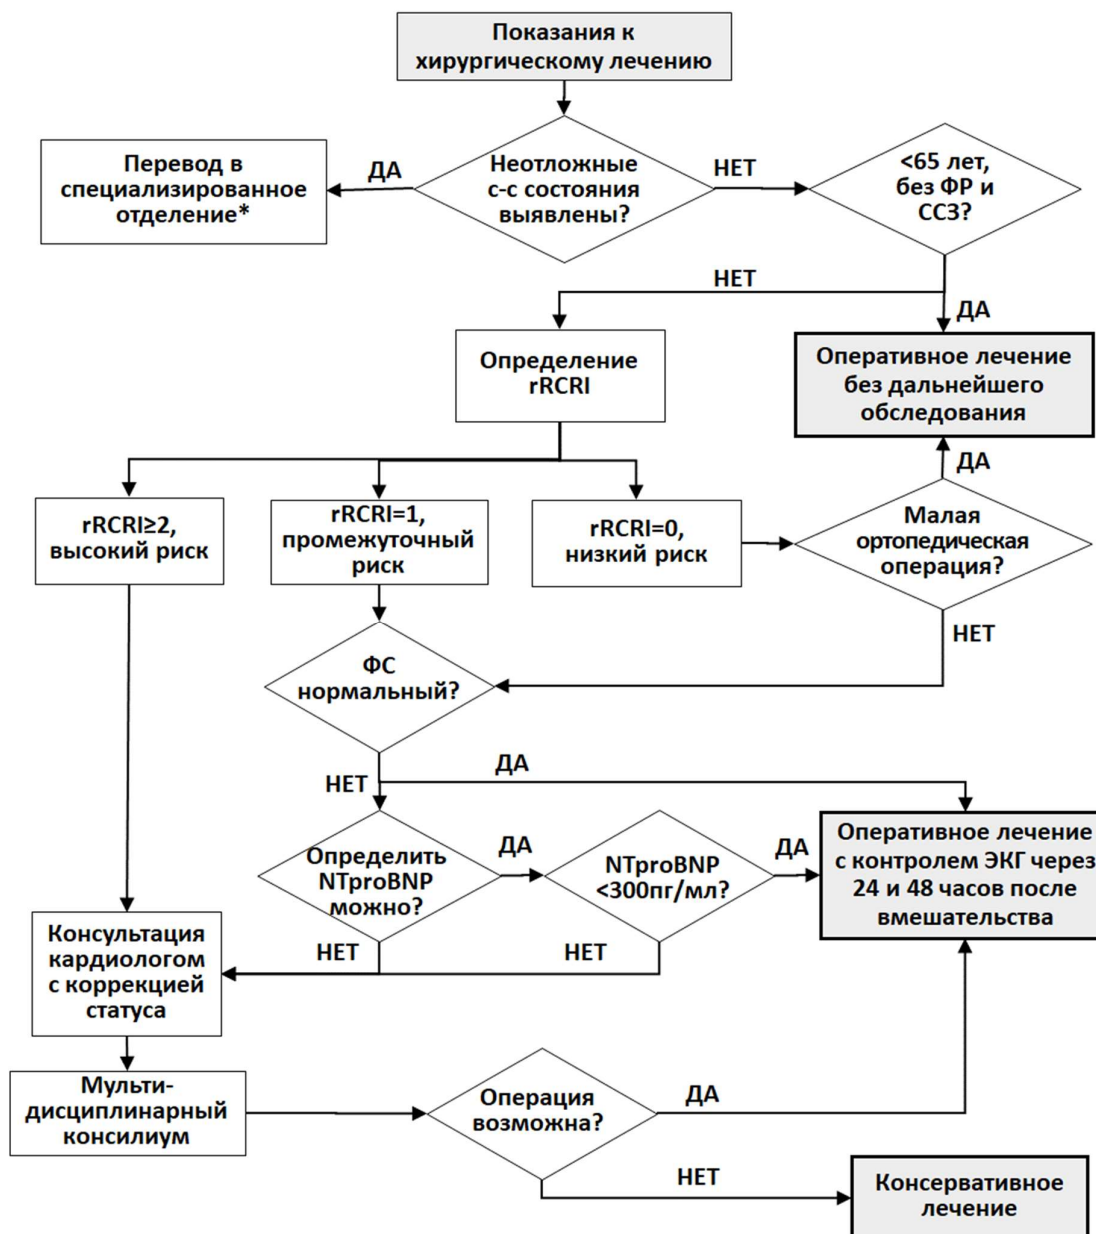 Показания к
хирургическому лечению
Неотложные
с-с состояния
выявлены?
ДА
Перевод в
специализированное
отделение*
НЕТ
<65 лет,
без ФР и
ССЗ?
НЕТ
ДА
Определение
rRCRI
Оперативное лечение
без дальнейшего
обследования
ДА
rRCRI≥2,
высокий риск
rRCRI=1,
промежуточный
риск
rRCRI=0,
низкий риск
Малая
ортопедическая
операция?
НЕТ
ФС
нормальный?
ДА
НЕТ
Определить
NTproBNP
можно?
ДА
NTproBNP
<300пг/мл?
ДА
Оперативное лечение
с контролем ЭКГ через
24 и 48 часов после
вмешательства
НЕТ
НЕТ
Консультация
кардиологом
с коррекцией
статуса
Мульти-
дисциплинарный
консилиум
Операция
возможна?
ДА
НЕТ
Консервативное
лечение